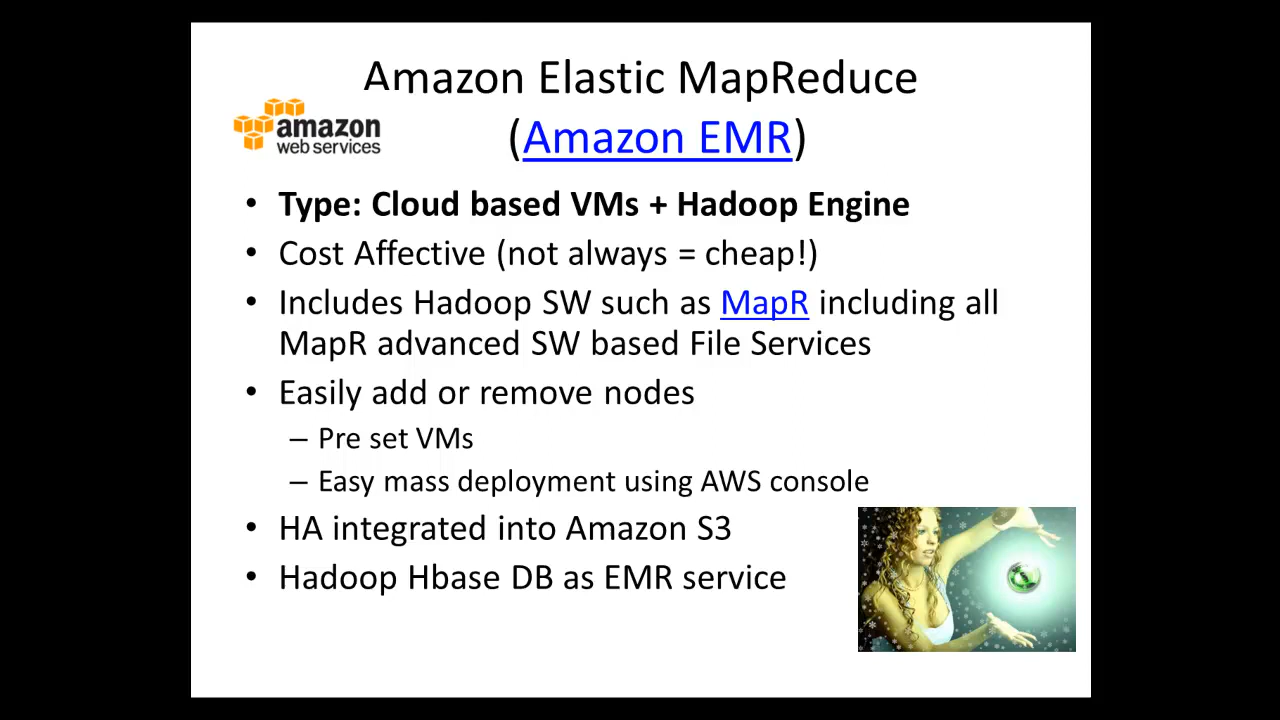 Amazon Elastic MapReduce
(Amazon EMR)
amazon
web services
• Type: Cloud based VMs + Hadoop Engine
• Cost Affective (not always = cheap!)
• Includes Hadoop SW such as MapR including all
MapR advanced SW based File Services
• Easily add or remove nodes
– Pre set VMs
– Easy mass deployment using AWS console
• HA integrated into Amazon S3
• Hadoop Hbase DB as EMR service